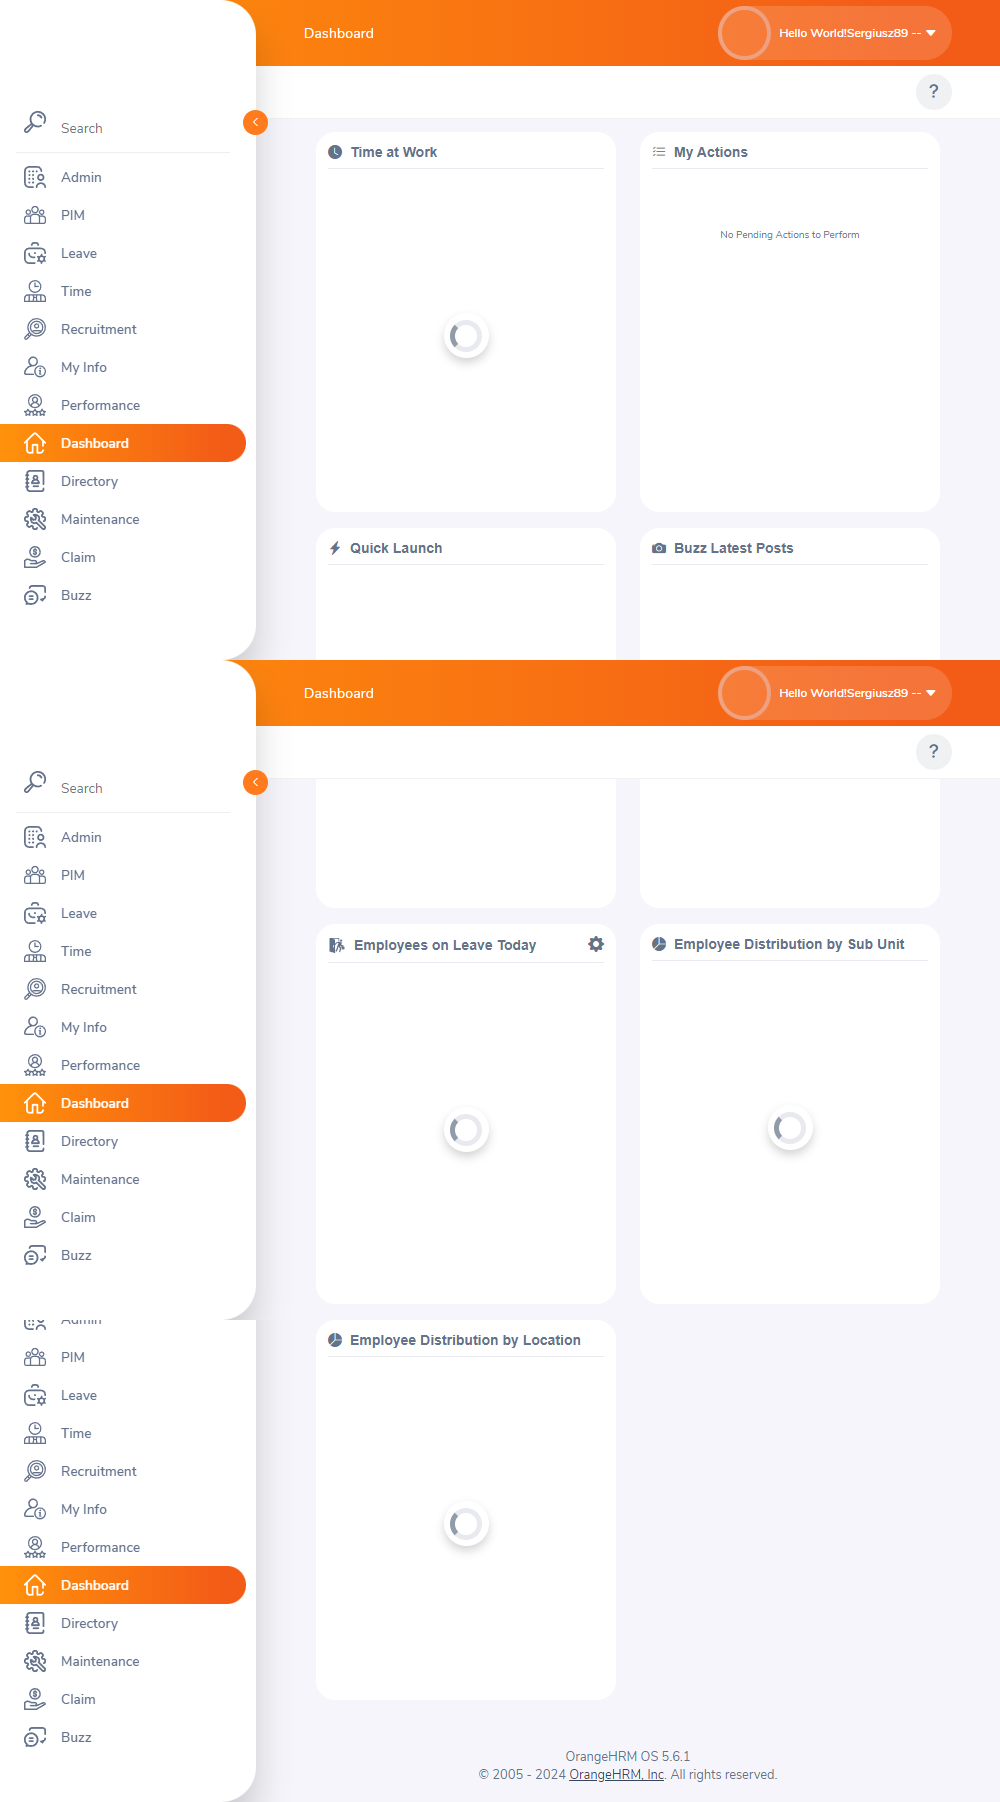 Dashboard
Hello World!Sergiusz89 --
?
Search
Admin
PIM
Leave
Time
Recruitment
My Info
Performance
Dashboard
Directory
Maintenance
Claim
Buzz
Time at Work
My Actions
No Pending Actions to Perform
Quick Launch
Buzz Latest Posts
Dashboard
Hello World!Sergiusz89 --
?
Search
Admin
PIM
Leave
Time
Recruitment
My Info
Performance
Dashboard
Directory
Maintenance
Claim
Buzz
Employees on Leave Today
Employee Distribution by Sub Unit
Admin
PIM
Leave
Time
Recruitment
My Info
Performance
Dashboard
Directory
Maintenance
Claim
Buzz
Employee Distribution by Location
OrangeHRM OS 5.6.1
© 2005 - 2024 OrangeHRM, Inc. All rights reserved.